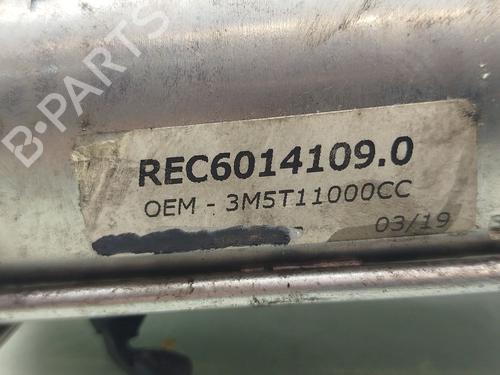 B-PARTS
REC6014109.0
OEM - 3M5T11000CC
03/19